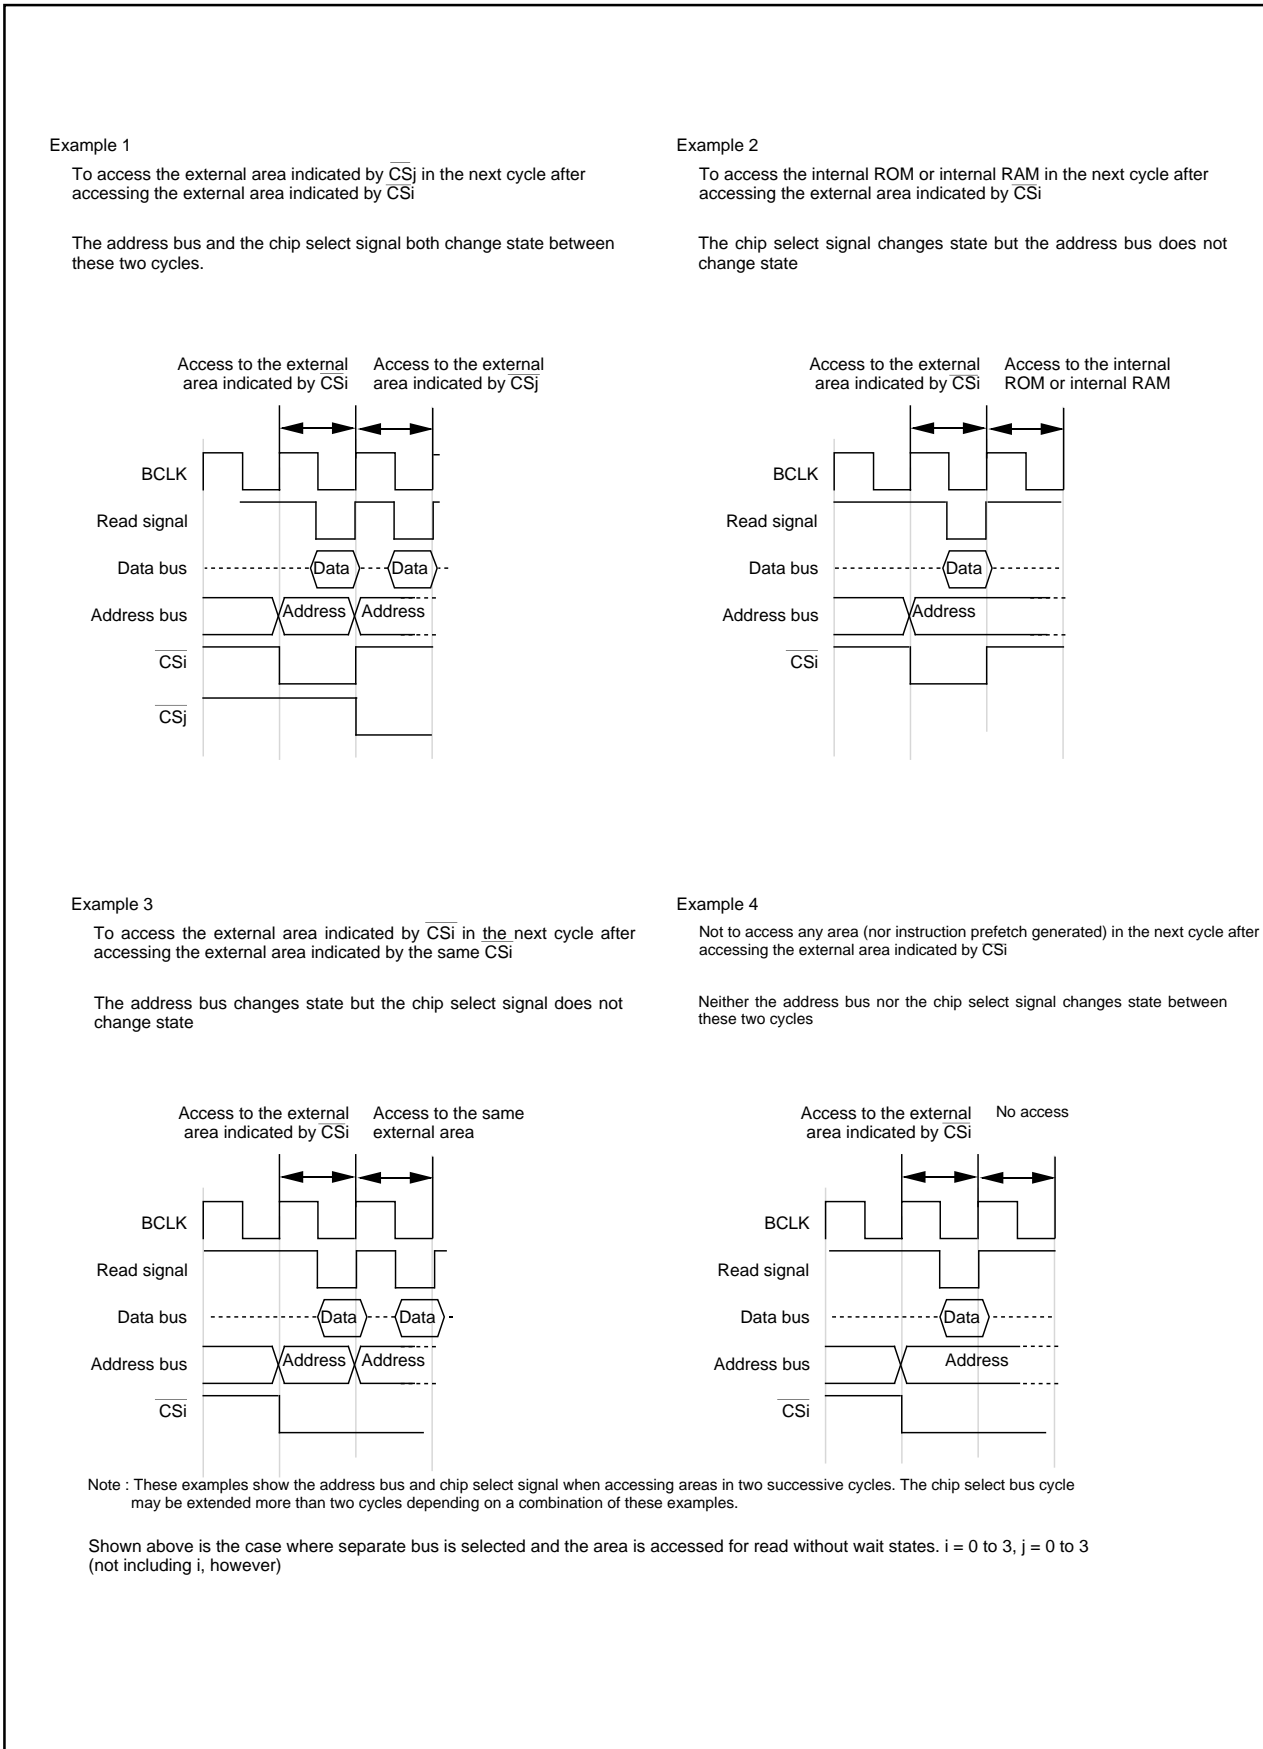 Example 1
To access the external area indicated by CSj in the next cycle after
accessing the external area indicated by CSi
The address bus and the chip select signal both change state between
these two cycles.
Access to the external
area indicated by CSi
Access to the external
area indicated by CSj
BCLK
Read signal
Data bus
Data
Data
Address bus
Address
Address
CSi
CSj
Example 2
To access the internal ROM or internal RAM in the next cycle after
accessing the external area indicated by CSi
The chip select signal changes state but the address bus does not
change state
Access to the external
area indicated by CSi
Access to the internal
ROM or internal RAM
BCLK
Read signal
Data bus
Data
Address bus
Address
CSi
Example 3
To access the external area indicated by CSi in the next cycle after
accessing the external area indicated by the same CSi
The address bus changes state but the chip select signal does not
change state
Access to the external
area indicated by CSi
Access to the same
external area
BCLK
Read signal
Data bus
Data
Data
Address bus
Address
Address
CSi
Example 4
Not to access any area (nor instruction prefetch generated) in the next cycle after
accessing the external area indicated by CSi
Neither the address bus nor the chip select signal changes state between
these two cycles
Access to the external
area indicated by CSi
No access
BCLK
Read signal
Data bus
Data
Address bus
Address
CSi
Note : These examples show the address bus and chip select signal when accessing areas in two successive cycles. The chip select bus cycle
may be extended more than two cycles depending on a combination of these examples.
Shown above is the case where separate bus is selected and the area is accessed for read without wait states. i = 0 to 3, j = 0 to 3
(not including i, however)